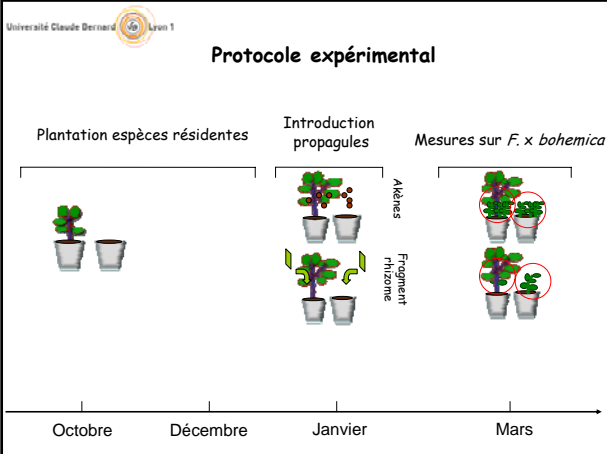 Université Claude Bernard Lyon 1
Protocole expérimental
Plantation espèces résidentes
Introduction
propagules
Mesures sur F. x bohemica
Akènes
Fragment
rhizome
Octobre
Décembre
Janvier
Mars